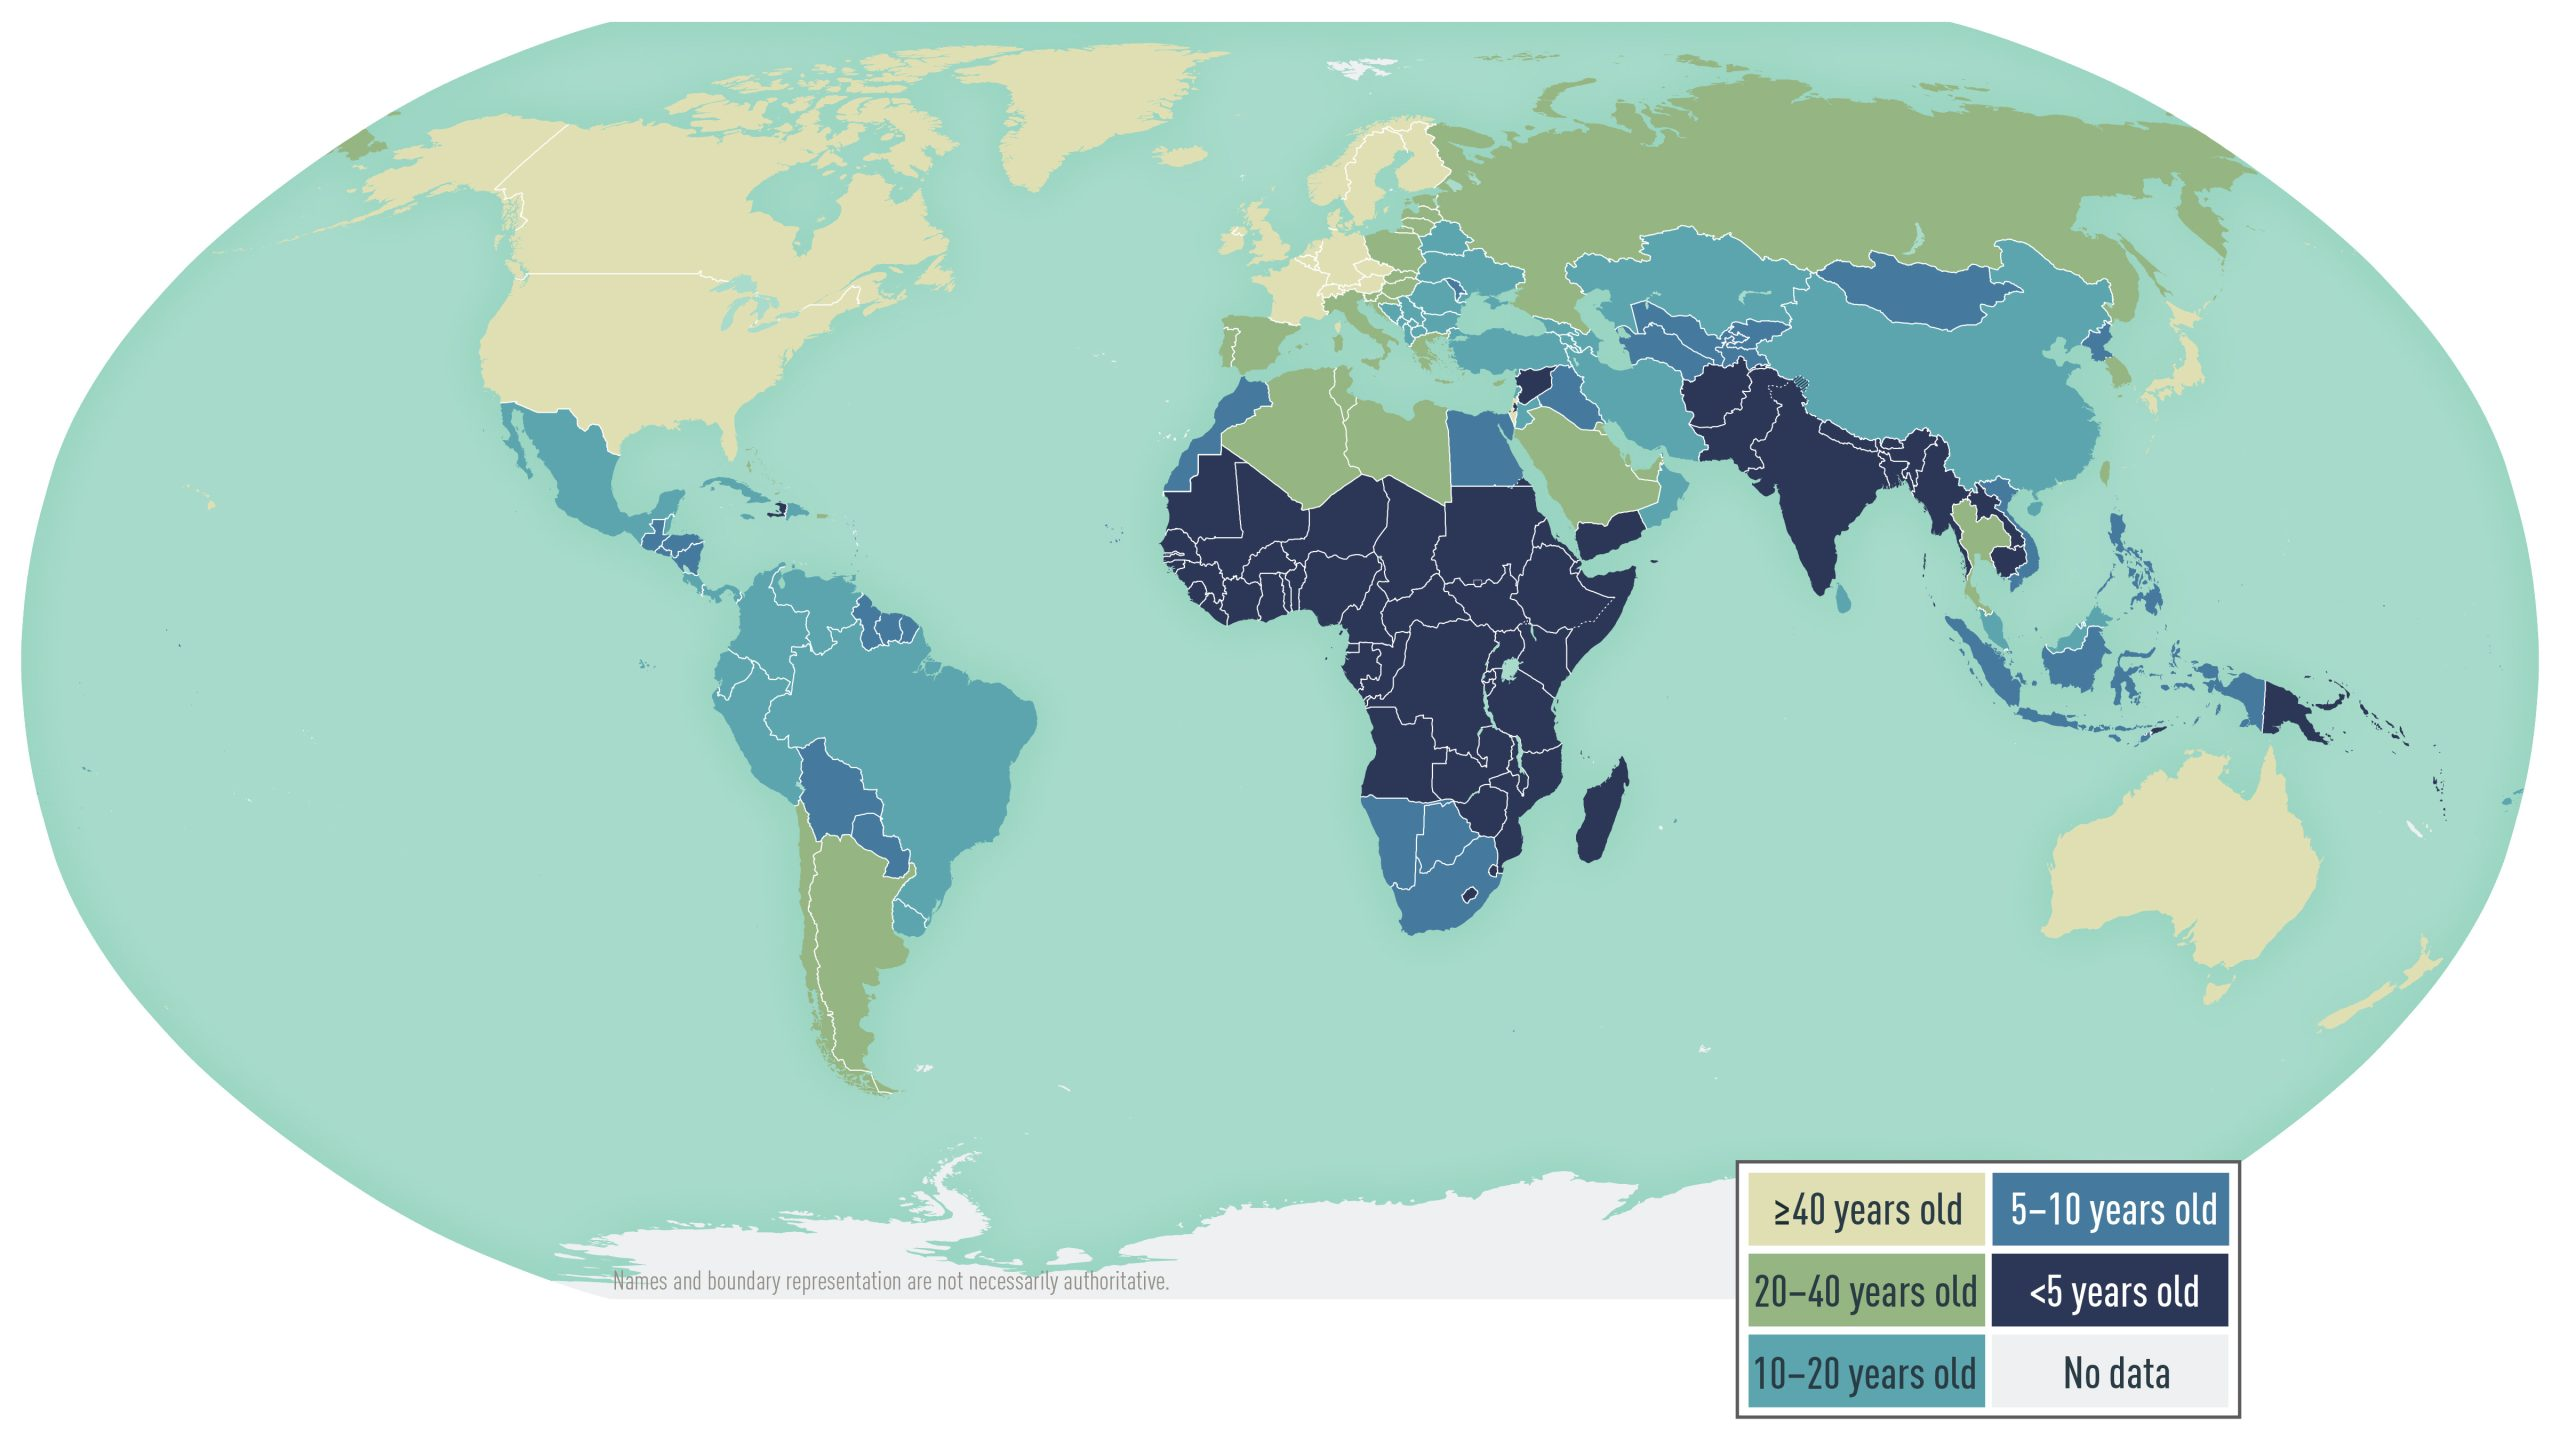 Names and boundary representation are not necessarily authoritative.
≥40 years old
5–10 years old
20–40 years old
<5 years old
10–20 years old
No data